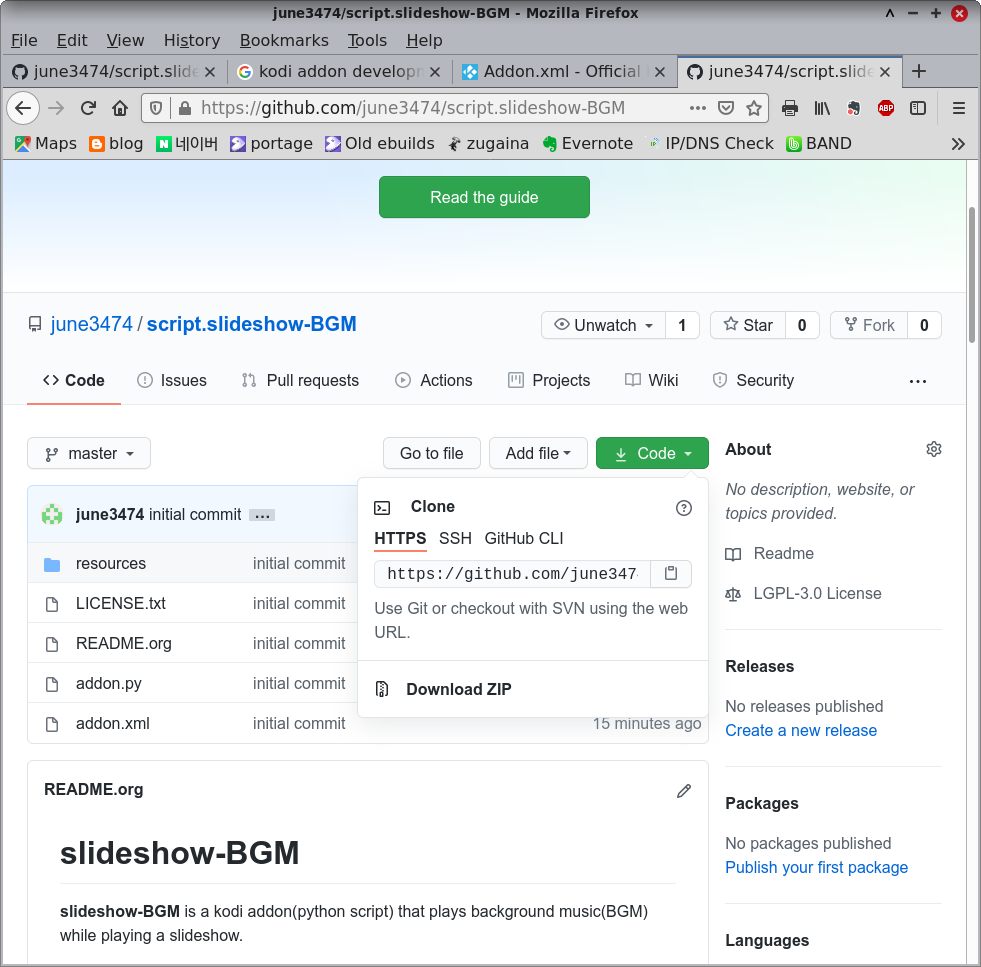 june3474/script.slideshow-BGM - Mozilla Firefox
File Edit View History Bookmarks Tools Help
june3474/script.slide kodi addon developm Addon.xml - Official june3474/script.slide
https://github.com/june3474/script.slideshow-BGM ABP
Maps blog 네이버 portage Old ebuilds zugaina Evernote IP/DNS Check BAND
Read the guide
june3474 / script.slideshow-BGM Unwatch 1 Star 0 Fork 0
Code Issues Pull requests Actions Projects Wiki Security ...
master Go to file Add file Code
About
No description, website, or
topics provided.
Readme
LGPL-3.0 License
Releases
No releases published
Create a new release
Packages
No packages published
Publish your first package
Languages
june3474 initial commit ...
resources initial commit
LICENSE.txt initial commit
README.org initial commit
addon.py initial commit
addon.xml initial commit 15 minutes ago
Clone
HTTPS SSH GitHub CLI
https://github.com/june347
Use Git or checkout with SVN using the web
URL.
Download ZIP
README.org
slideshow-BGM
slideshow-BGM is a kodi addon(python script) that plays background music(BGM)
while playing a slideshow.